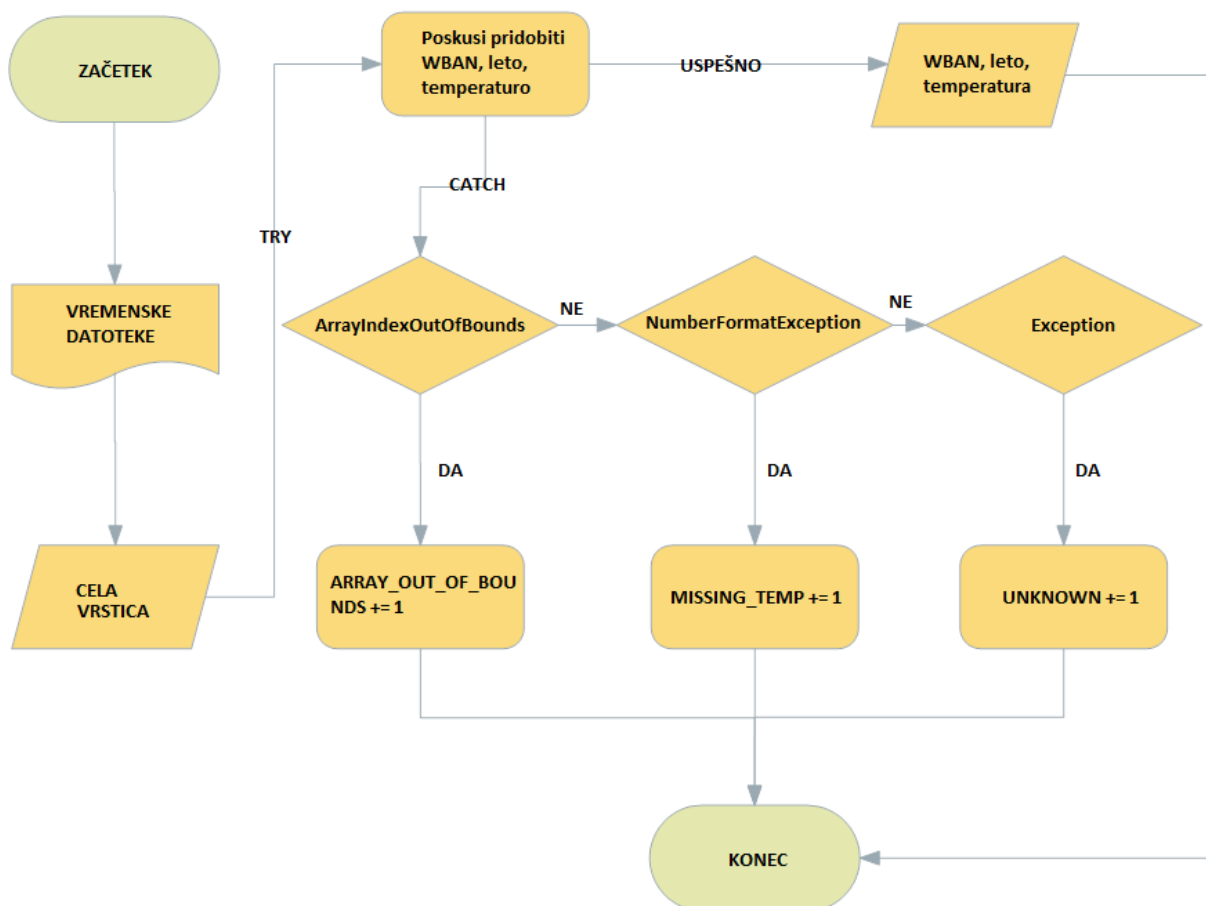 ZAČETEK
Poskusi pridobiti
WBAN, leto,
temperaturo
USPEŠNO
WBAN, leto,
temperatura
CATCH
TRY
VREMENSKE
DATOTEKE
ArrayIndexOutOfBounds
NE
NumberFormatException
NE
Exception
DA
DA
DA
CELA
VRSTICA
ARRAY_OUT_OF_BOU
NDS += 1
MISSING_TEMP += 1
UNKNOWN += 1
KONEC